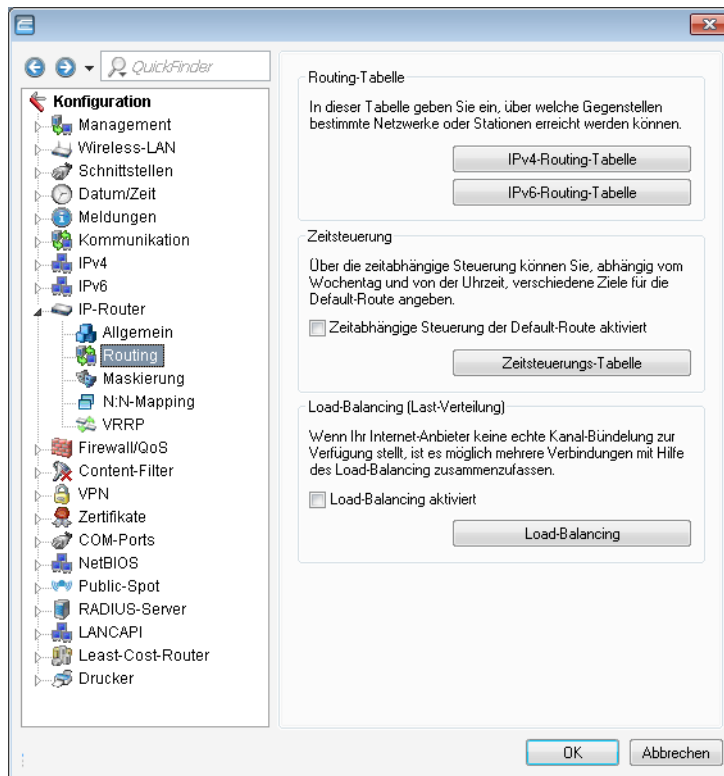 QuickFinder
Konfiguration
Management
Wireless-LAN
Schnittstellen
Datum/Zeit
Meldungen
Kommunikation
IPv4
IPv6
IP-Router
Allgemein
Routing
Maskierung
N:N-Mapping
VRRP
Firewall/QoS
Content-Filter
VPN
Zertifikate
COM-Ports
NetBIOS
Public-Spot
RADIUS-Server
LANCAPI
Least-Cost-Router
Drucker
Routing-Tabelle
In dieser Tabelle geben Sie ein, über welche Gegenstellen
bestimmte Netzwerke oder Stationen erreicht werden können.
IPv4-Routing-Tabelle
IPv6-Routing-Tabelle
Zeitsteuerung
Über die zeitabhängige Steuerung können Sie, abhängig vom
Wochentag und von der Uhrzeit, verschiedene Ziele für die
Default-Route angeben.
Zeitabhängige Steuerung der Default-Route aktiviert
Zeitsteuerungs-Tabelle
Load-Balancing (Last-Verteilung)
Wenn Ihr Internet-Anbieter keine echte Kanal-Bündelung zur
Verfügung stellt, ist es möglich mehrere Verbindungen mit Hilfe
des Load-Balancing zusammenzufassen.
Load-Balancing aktiviert
Load-Balancing
OK
Abbrechen